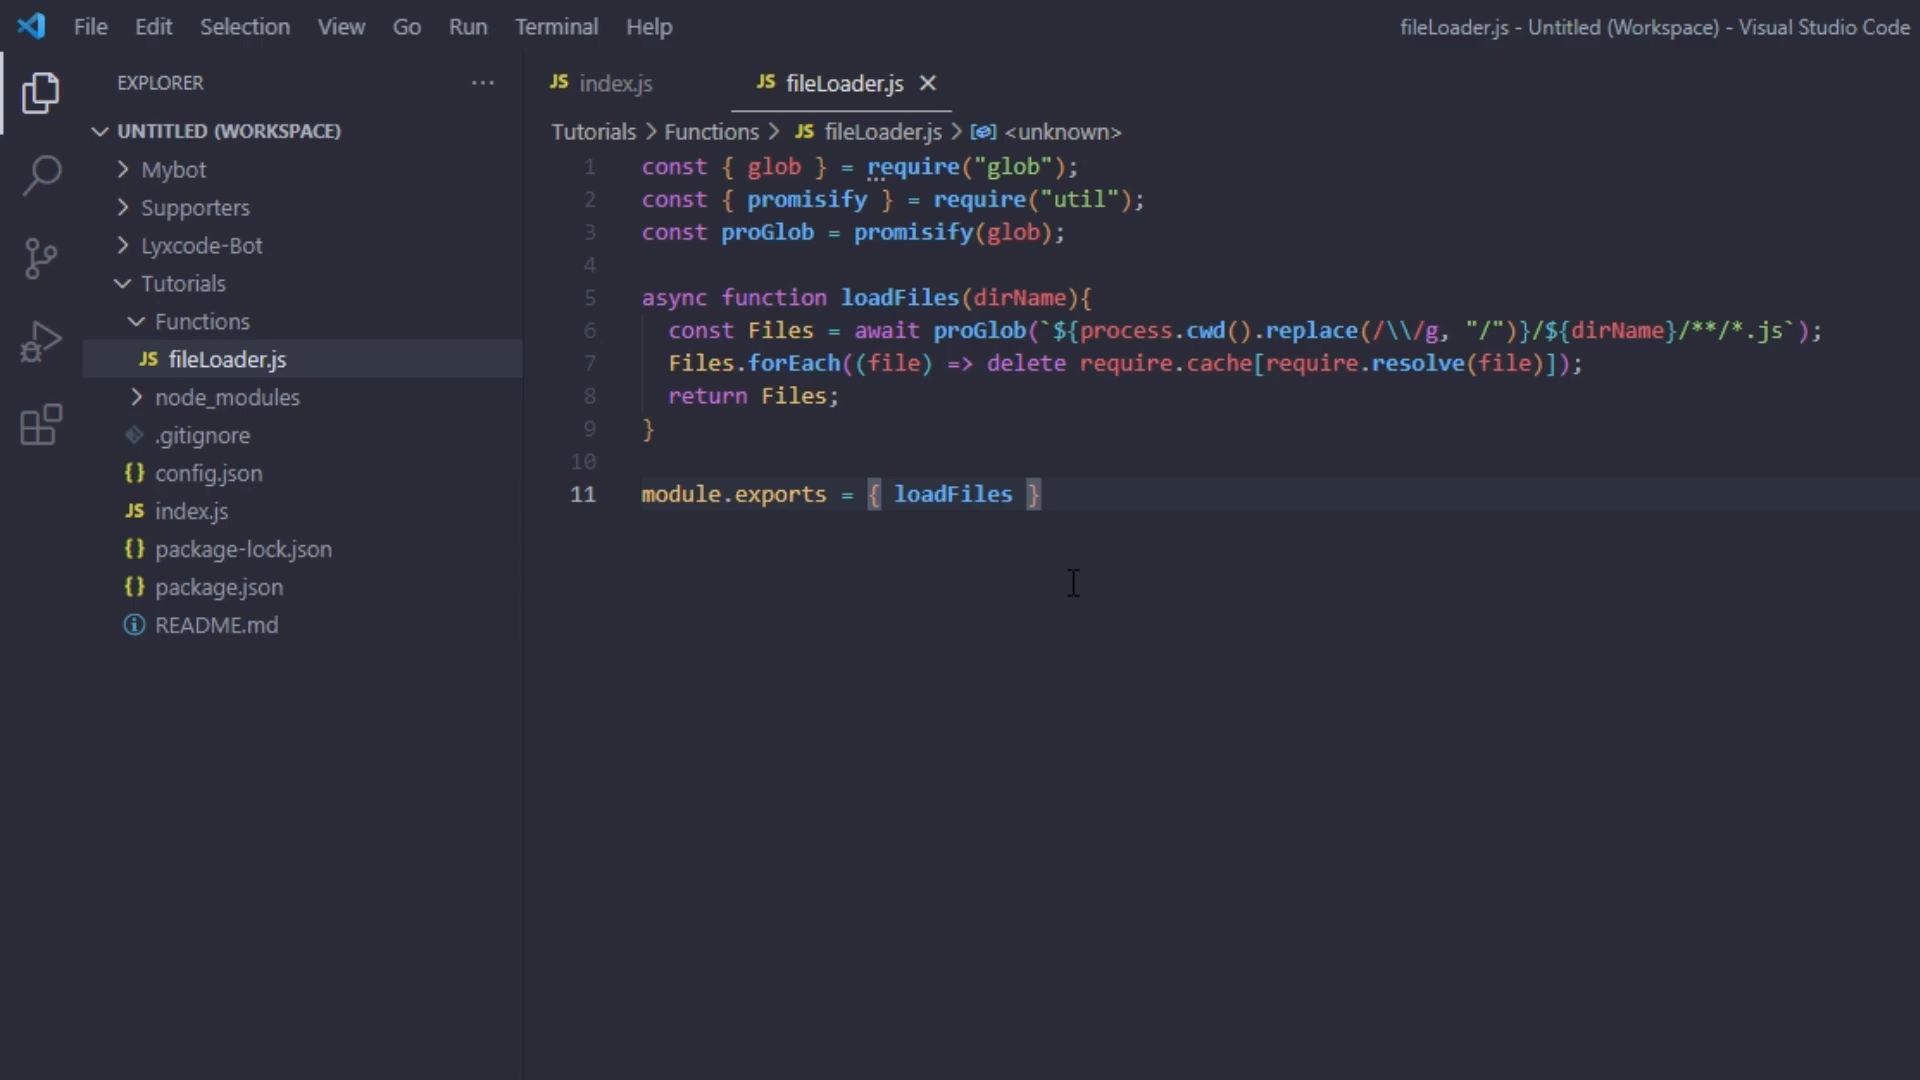 File Edit Selection View Go Run Terminal Help
fileLoader.js - Untitled (Workspace) - Visual Studio Code
EXPLORER ···
UNTITLED (WORKSPACE)
Mybot
Supporters
Lyxcode-Bot
Tutorials
Functions
JS fileLoader.js
node_modules
.gitignore
{} config.json
JS index.js
{} package-lock.json
{} package.json
README.md
JS index.js JS fileLoader.js
Tutorials > Functions > JS fileLoader.js > <unknown>
1 const { glob } = require("glob");
2 const { promisify } = require("util");
3 const proGlob = promisify(glob);
4
5 async function loadFiles(dirName){
6 const Files = await proGlob(`${process.cwd().replace(/\\/g, "/")}/${dirName}/**/*.js`);
7 Files.forEach((file) => delete require.cache[require.resolve(file)]);
8 return Files;
9 }
10
11 module.exports = { loadFiles }